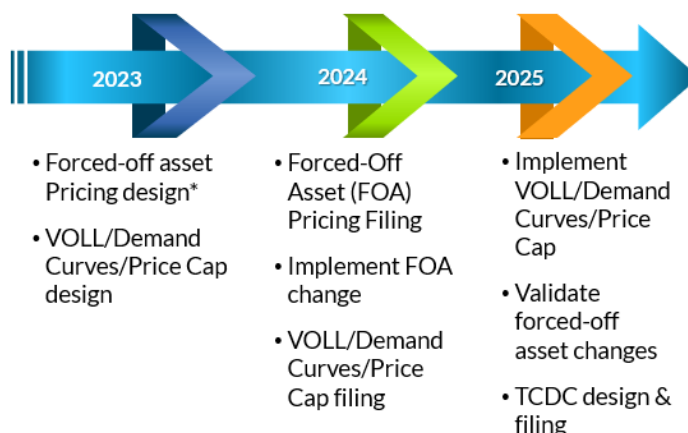 2023
2024
2025
• Forced-off asset
Pricing design*
• VOLL/Demand
Curves/Price Cap
design
• Forced-Off
Asset (FOA)
Pricing Filing
• Implement FOA
change
• VOLL/Demand
Curves/Price
Cap filing
• Implement
VOLL/Demand
Curves/Price
Cap
• Validate
forced-off
asset changes
• TCDC design &
filing